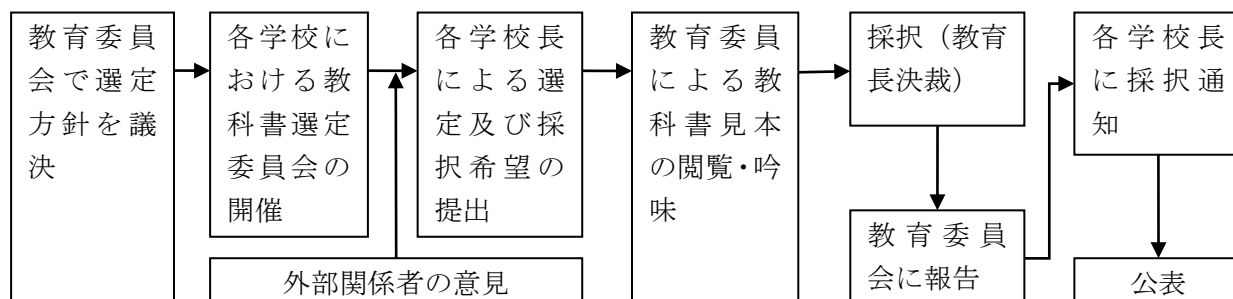 教育委員
会で選定
方針を議
決
各学校に
おける教
科書選定
委員会の
開催
各学校長
による選
定及び採
択希望の
提出
教育委員
による教
科書見本
の閲覧・吟
味
採択（教育
長決裁）
各学校長
に採択通
知
外部関係者の意見
教育委員
会に報告
公表